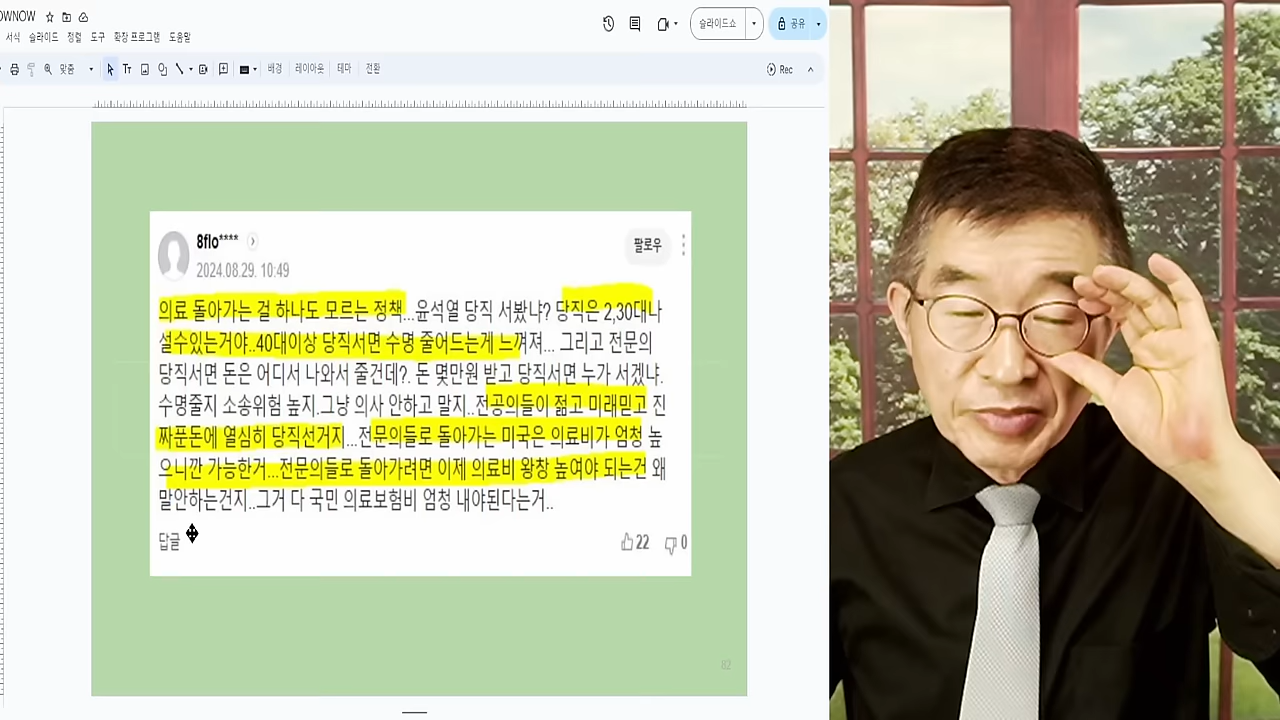 OWNOW
서식 슬라이드 정렬 도구 확장 프로그램 도움말
슬라이드쇼
공유
맞춤
배경 레이아웃 테마 전환
Rec
8flo****
2024.08.29. 10:49
팔로우
의료 돌아가는 걸 하나도 모르는 정책...윤석열 당직 서봤냐? 당직은 2,30대나
설수있는거야..40대이상 당직서면 수명 줄어드는게 느껴져... 그리고 전문의
당직서면 돈은 어디서 나와서 줄건데?. 돈 몇만원 받고 당직서면 누가 서겠냐.
수명줄지 소송위험 높지.그냥 의사 안하고 말지..전공의들이 젊고 미래믿고 진
짜푼돈에 열심히 당직선거지...전문의들로 돌아가는 미국은 의료비가 엄청 높
으니깐 가능한거...전문의들로 돌아가려면 이제 의료비 왕창 높여야 되는건 왜
말안하는건지..그거 다 국민 의료보험비 엄청 내야된다는거..
답글
22
0
82